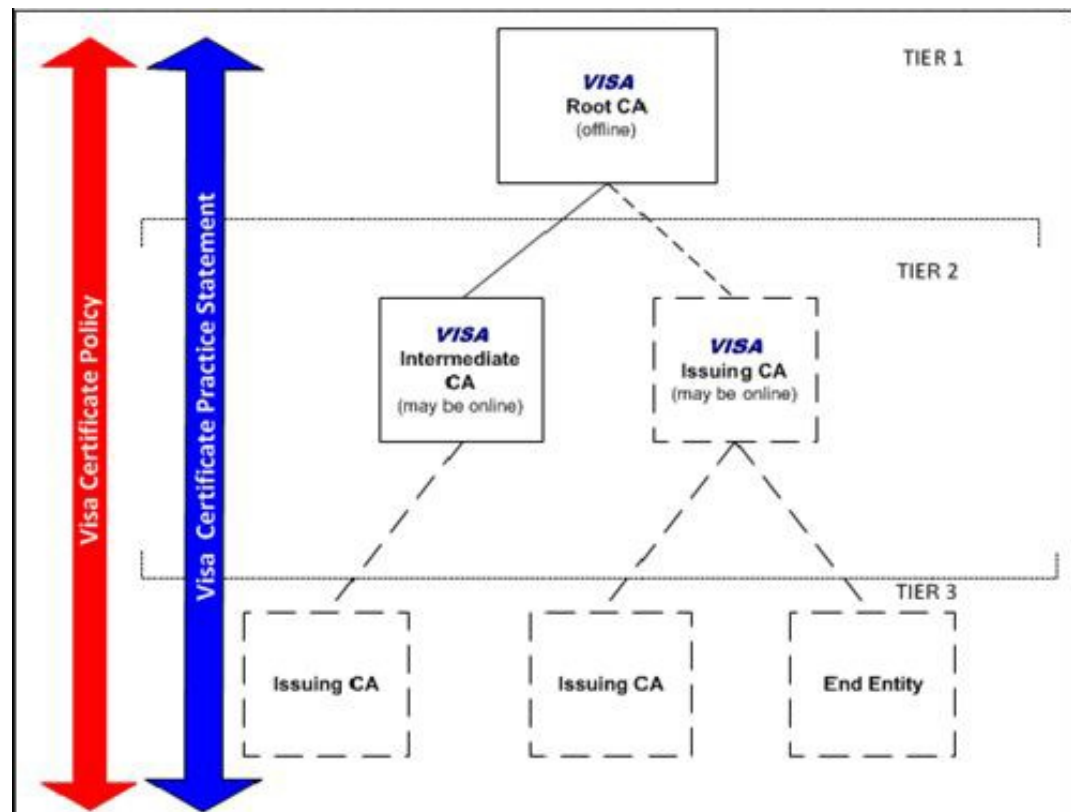 TIER 1
VISA
Root CA
(offline)
TIER 2
VISA
Intermediate
CA
(may be online)
VISA
Issuing CA
(may be online)
TIER 3
Issuing CA
Issuing CA
End Entity
Visa Certificate Policy
Visa Certificate Practice Statement